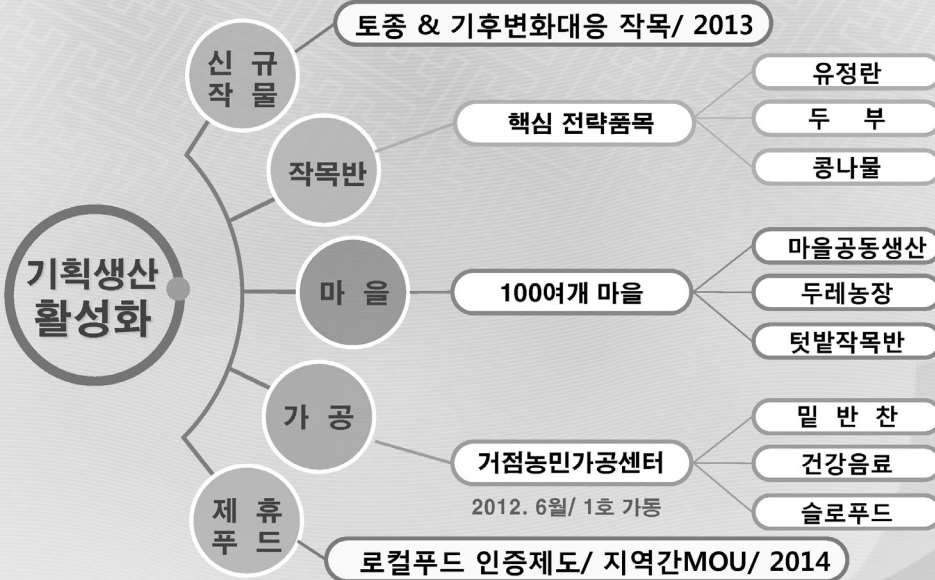 토종 & 기후변화대응 작목/ 2013
신 규
작 물
유정란
핵심 전략품목
두 부
작목반
콩나물
기획생산
활성화
마을공동생산
마 을
100여개 마을
두레농장
텃밭작목반
가 공
밑 반 찬
거점농민가공센터
건강음료
2012. 6월/ 1호 가동
슬로푸드
제 휴
푸 드
로컬푸드 인증제도/ 지역간MOU/ 2014